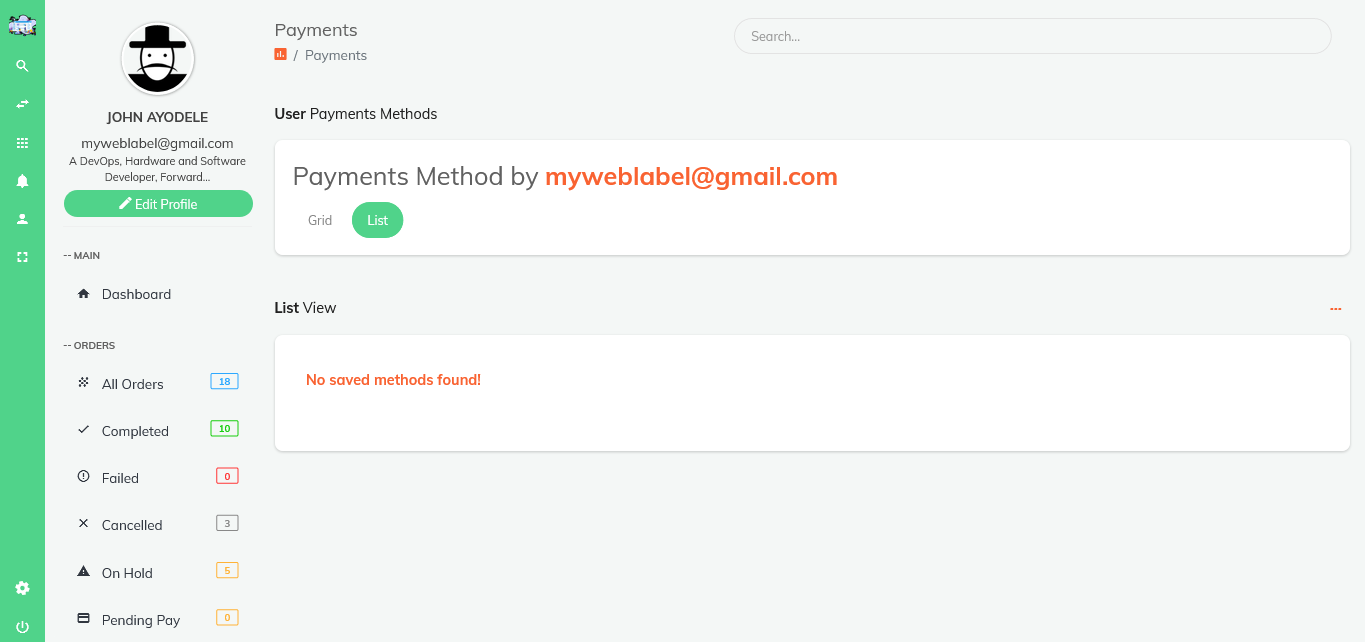 JOHN AYODELE
myweblabel@gmail.com
A DevOps, Hardware and Software
Developer, Forward...
Edit Profile
-- MAIN
Dashboard
-- ORDERS
All Orders 18
Completed 10
Failed 0
Cancelled 3
On Hold 5
Pending Pay 0
Payments
/ Payments
Search...
User Payments Methods
Payments Method by myweblabel@gmail.com
Grid List
List View
No saved methods found!